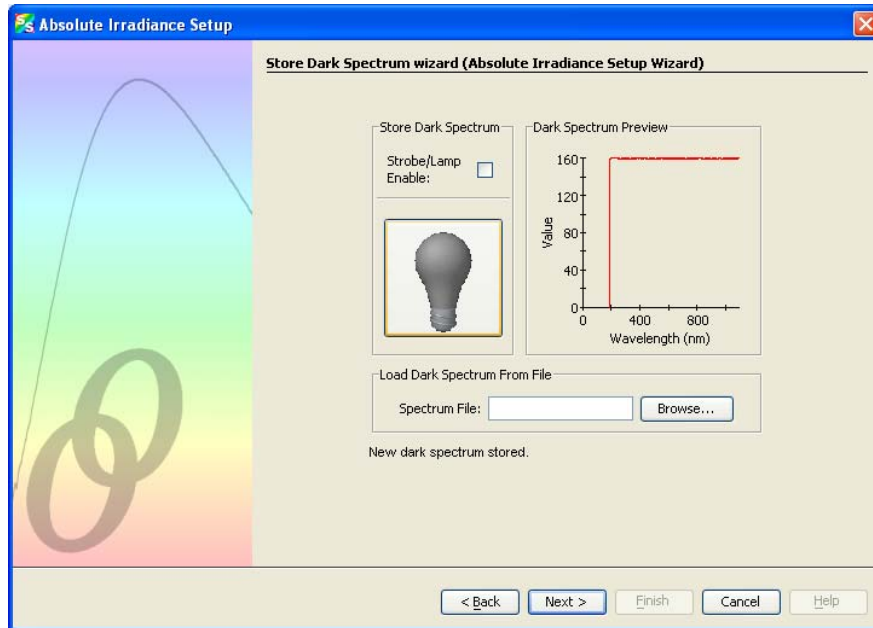 Absolute Irradiance Setup
Store Dark Spectrum wizard (Absolute Irradiance Setup Wizard)
Store Dark Spectrum
Strobe/Lamp
Enable:
Dark Spectrum Preview
160
120
80
40
0
Value
0 400 800
Wavelength (nm)
Load Dark Spectrum From File
Spectrum File:
Browse...
New dark spectrum stored.
< Back Next > Finish Cancel Help